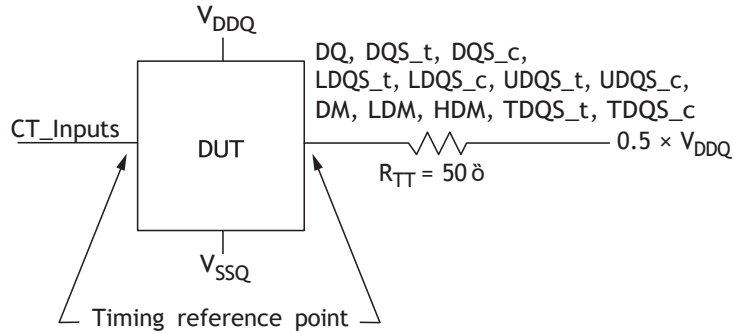 V_DDQ
DQ, DQS_t, DQS_c,
LDQS_t, LDQS_c, UDQS_t, UDQS_c,
DM, LDM, HDM, TDQS_t, TDQS_c
CT_Inputs
DUT
0.5 × V_DDQ
R_TT = 50 ȍ
V_SSQ
Timing reference point